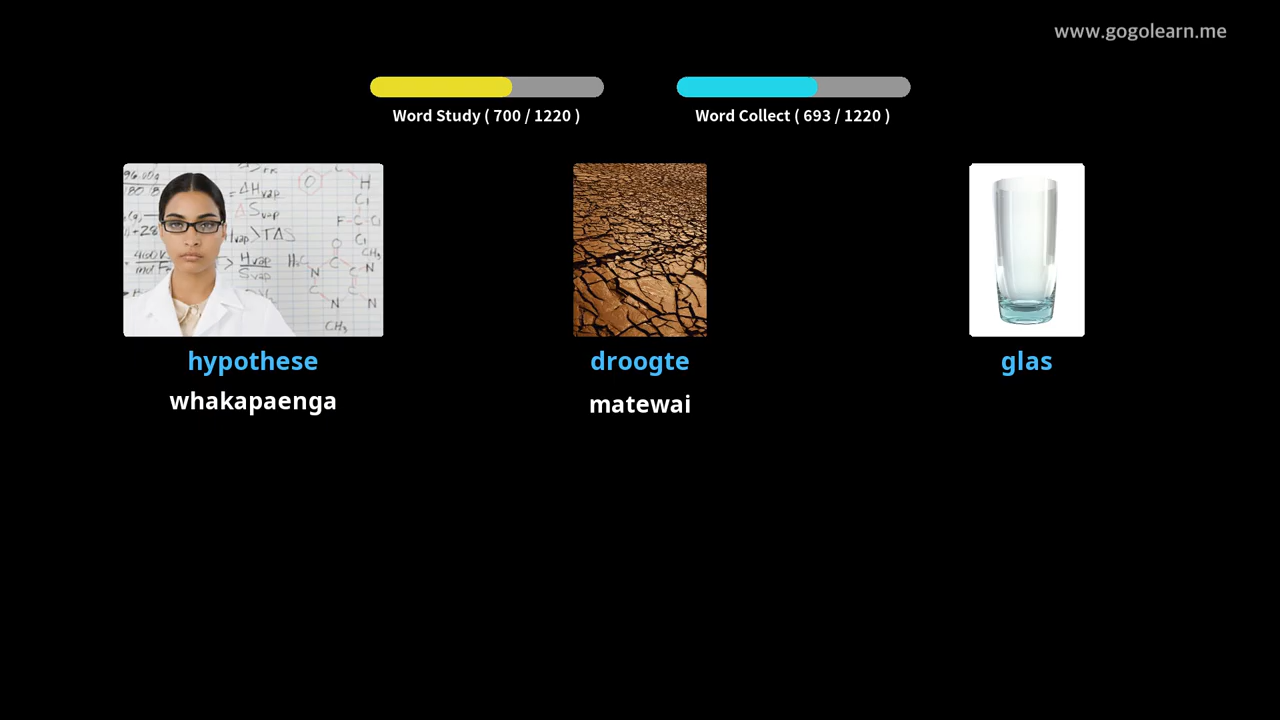 www.gogolearn.me
Word Study ( 700 / 1220 )
Word Collect ( 693 / 1220 )
hypothese
droogte
glas
whakapaenga
matewai